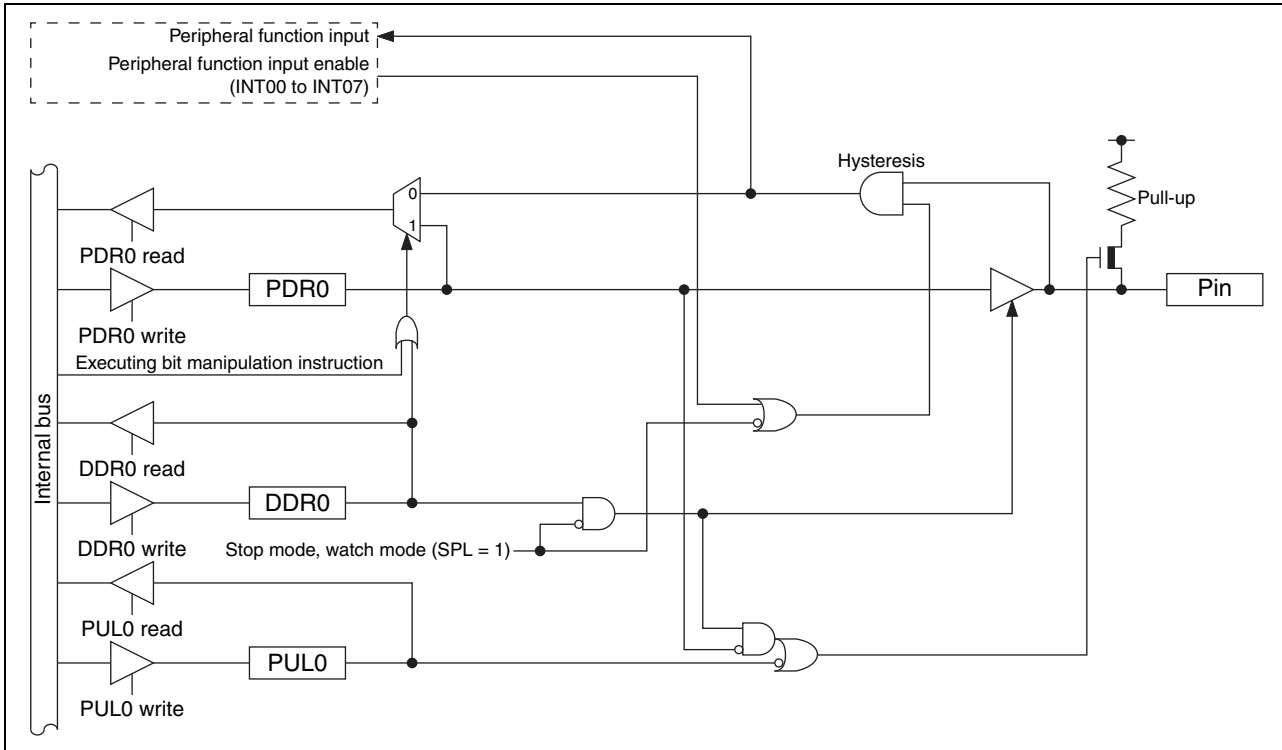 Peripheral function input
Peripheral function input enable
(INT00 to INT07)
Hysteresis
Pull-up
0
1
PDR0 read
PDR0
Pin
PDR0 write
Executing bit manipulation instruction
Internal bus
DDR0 read
DDR0
DDR0 write
Stop mode, watch mode (SPL = 1)
PUL0 read
PUL0
PUL0 write